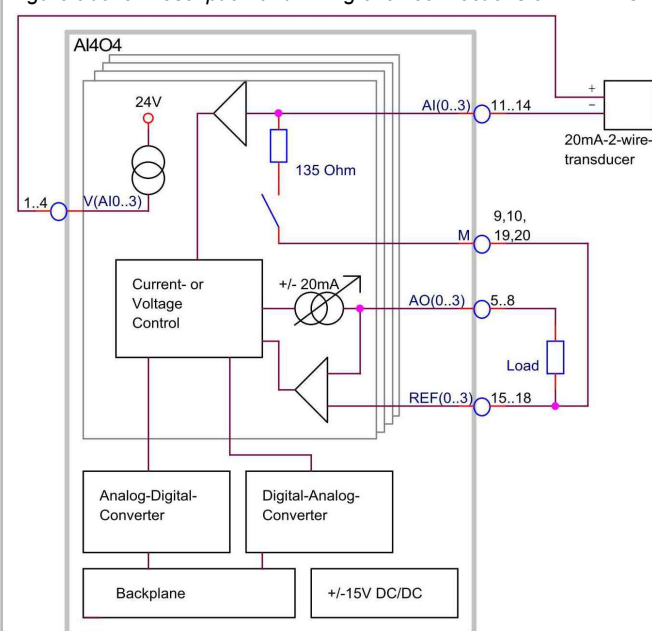 AI4O4
24V
+
−
AI(0..3)
11..14
20mA-2-wire-
transducer
135 Ohm
1..4
V(AI0..3)
9,10,
M
19,20
Current- or
Voltage
Control
+/- 20mA
AO(0..3)
5..8
Load
REF(0..3)
15..18
Analog-Digital-
Converter
Digital-Analog-
Converter
Backplane
+/-15V DC/DC